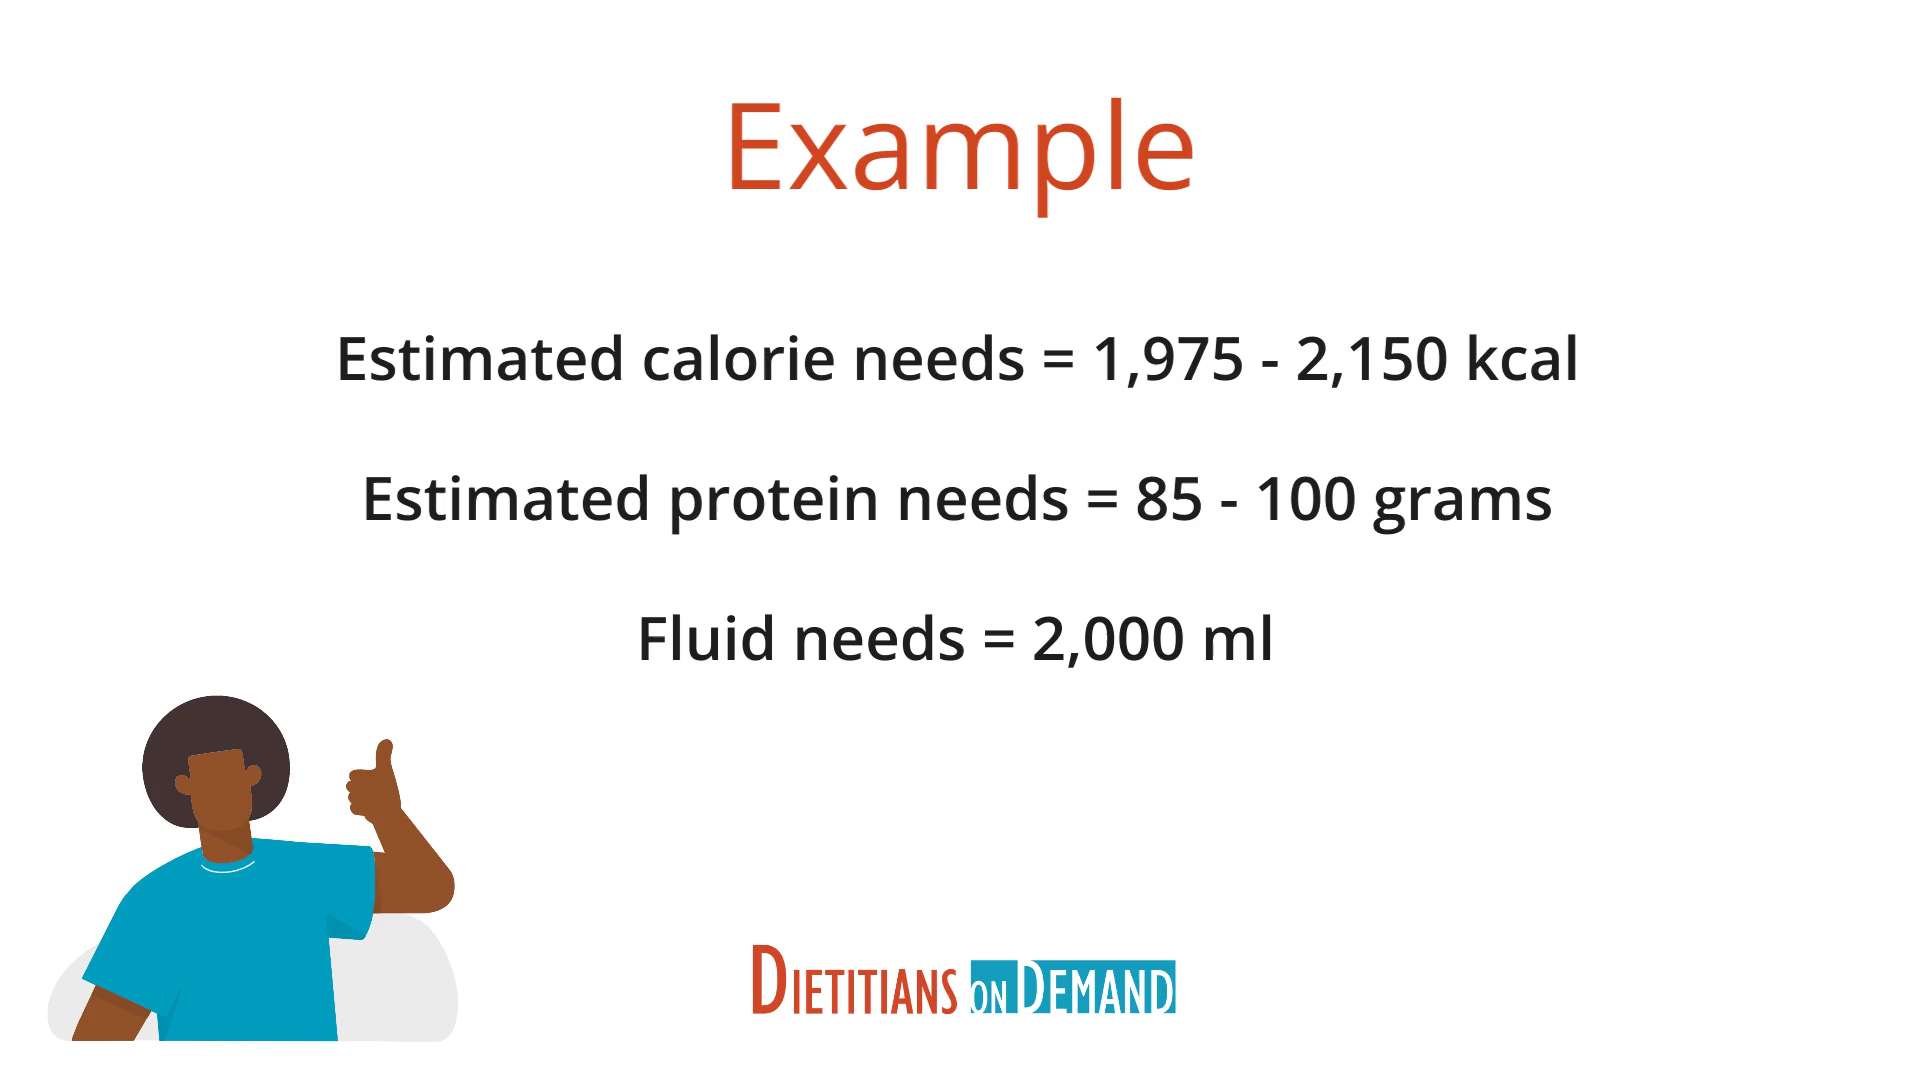 Example
Estimated calorie needs = 1,975 - 2,150 kcal
Estimated protein needs = 85 - 100 grams
Fluid needs = 2,000 ml
DIETITIANS ON DEMAND